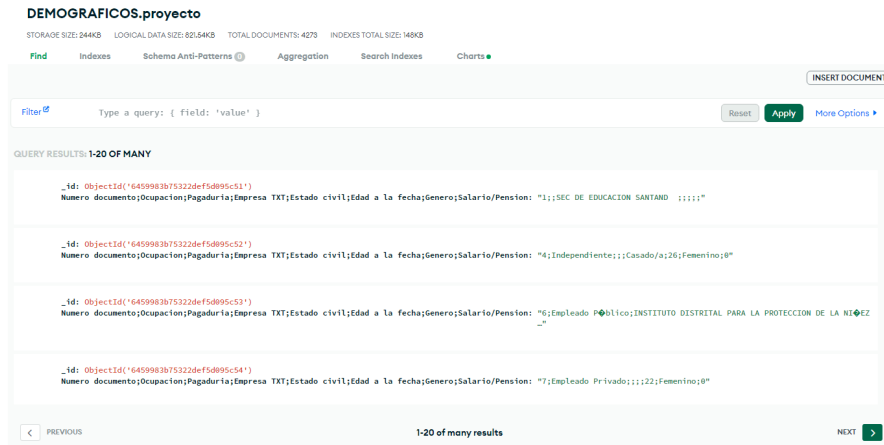 DEMOGRAFICOS.proyecto
STORAGE SIZE: 244KB LOGICAL DATA SIZE: 821.54KB TOTAL DOCUMENTS: 4273 INDEXES TOTAL SIZE: 148KB
Find Indexes Schema Anti-Patterns 0 Aggregation Search Indexes Charts
INSERT DOCUMENT
Filter Type a query: { field: 'value' } Reset Apply More Options
QUERY RESULTS: 1-20 OF MANY
_id: ObjectId('6459983b75322def5d095c51')
Numero documento;Ocupacion;Pagaduria;Empresa TXT;Estado civil;Edad a la fecha;Genero;Salario/Pension: "1;;SEC DE EDUCACION SANTAND ;;;;;"
_id: ObjectId('6459983b75322def5d095c52')
Numero documento;Ocupacion;Pagaduria;Empresa TXT;Estado civil;Edad a la fecha;Genero;Salario/Pension: "4;Independiente;;;Casado/a;26;Femenino;0"
_id: ObjectId('6459983b75322def5d095c53')
Numero documento;Ocupacion;Pagaduria;Empresa TXT;Estado civil;Edad a la fecha;Genero;Salario/Pension: "6;Empleado P�blico;INSTITUTO DISTRITAL PARA LA PROTECCION DE LA NI�EZ
_"
_id: ObjectId('6459983b75322def5d095c54')
Numero documento;Ocupacion;Pagaduria;Empresa TXT;Estado civil;Edad a la fecha;Genero;Salario/Pension: "7;Empleado Privado;;;;22;Femenino;0"
PREVIOUS 1-20 of many results NEXT